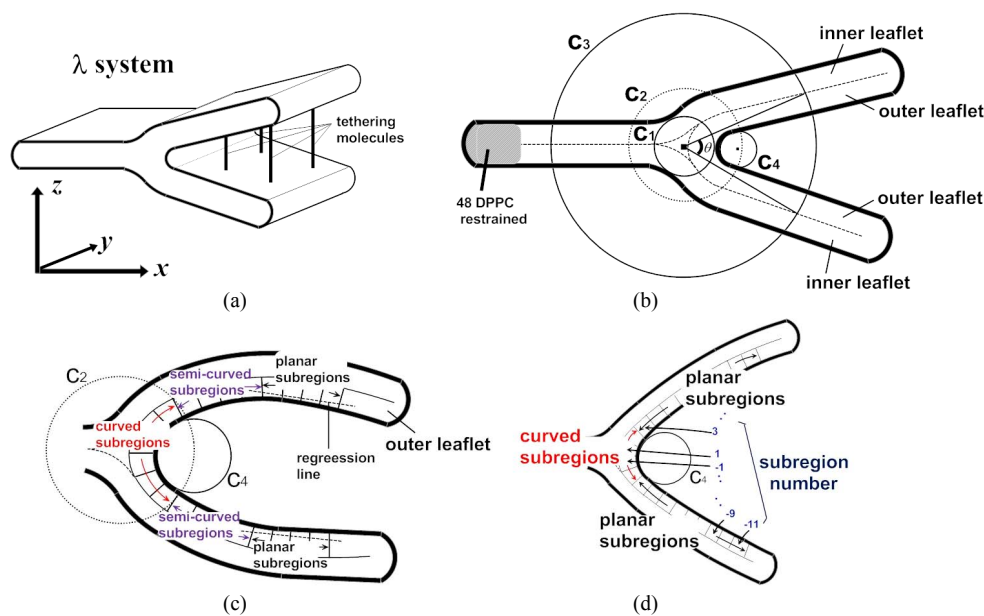 λ system
tethering
molecules
z
y
x
(a)
C3
C2
C1
θ
C4
inner leaflet
outer leaflet
outer leaflet
inner leaflet
48 DPPC
restrained
(b)
C2
planar
subregions
semi-curved
subregions
curved
subregions
outer leaflet
regreession
line
C4
semi-curved
subregions
planar
subregions
(c)
planar
subregions
curved
subregions
3
1
-1
C4
subregion
number
-9
-11
planar
subregions
(d)